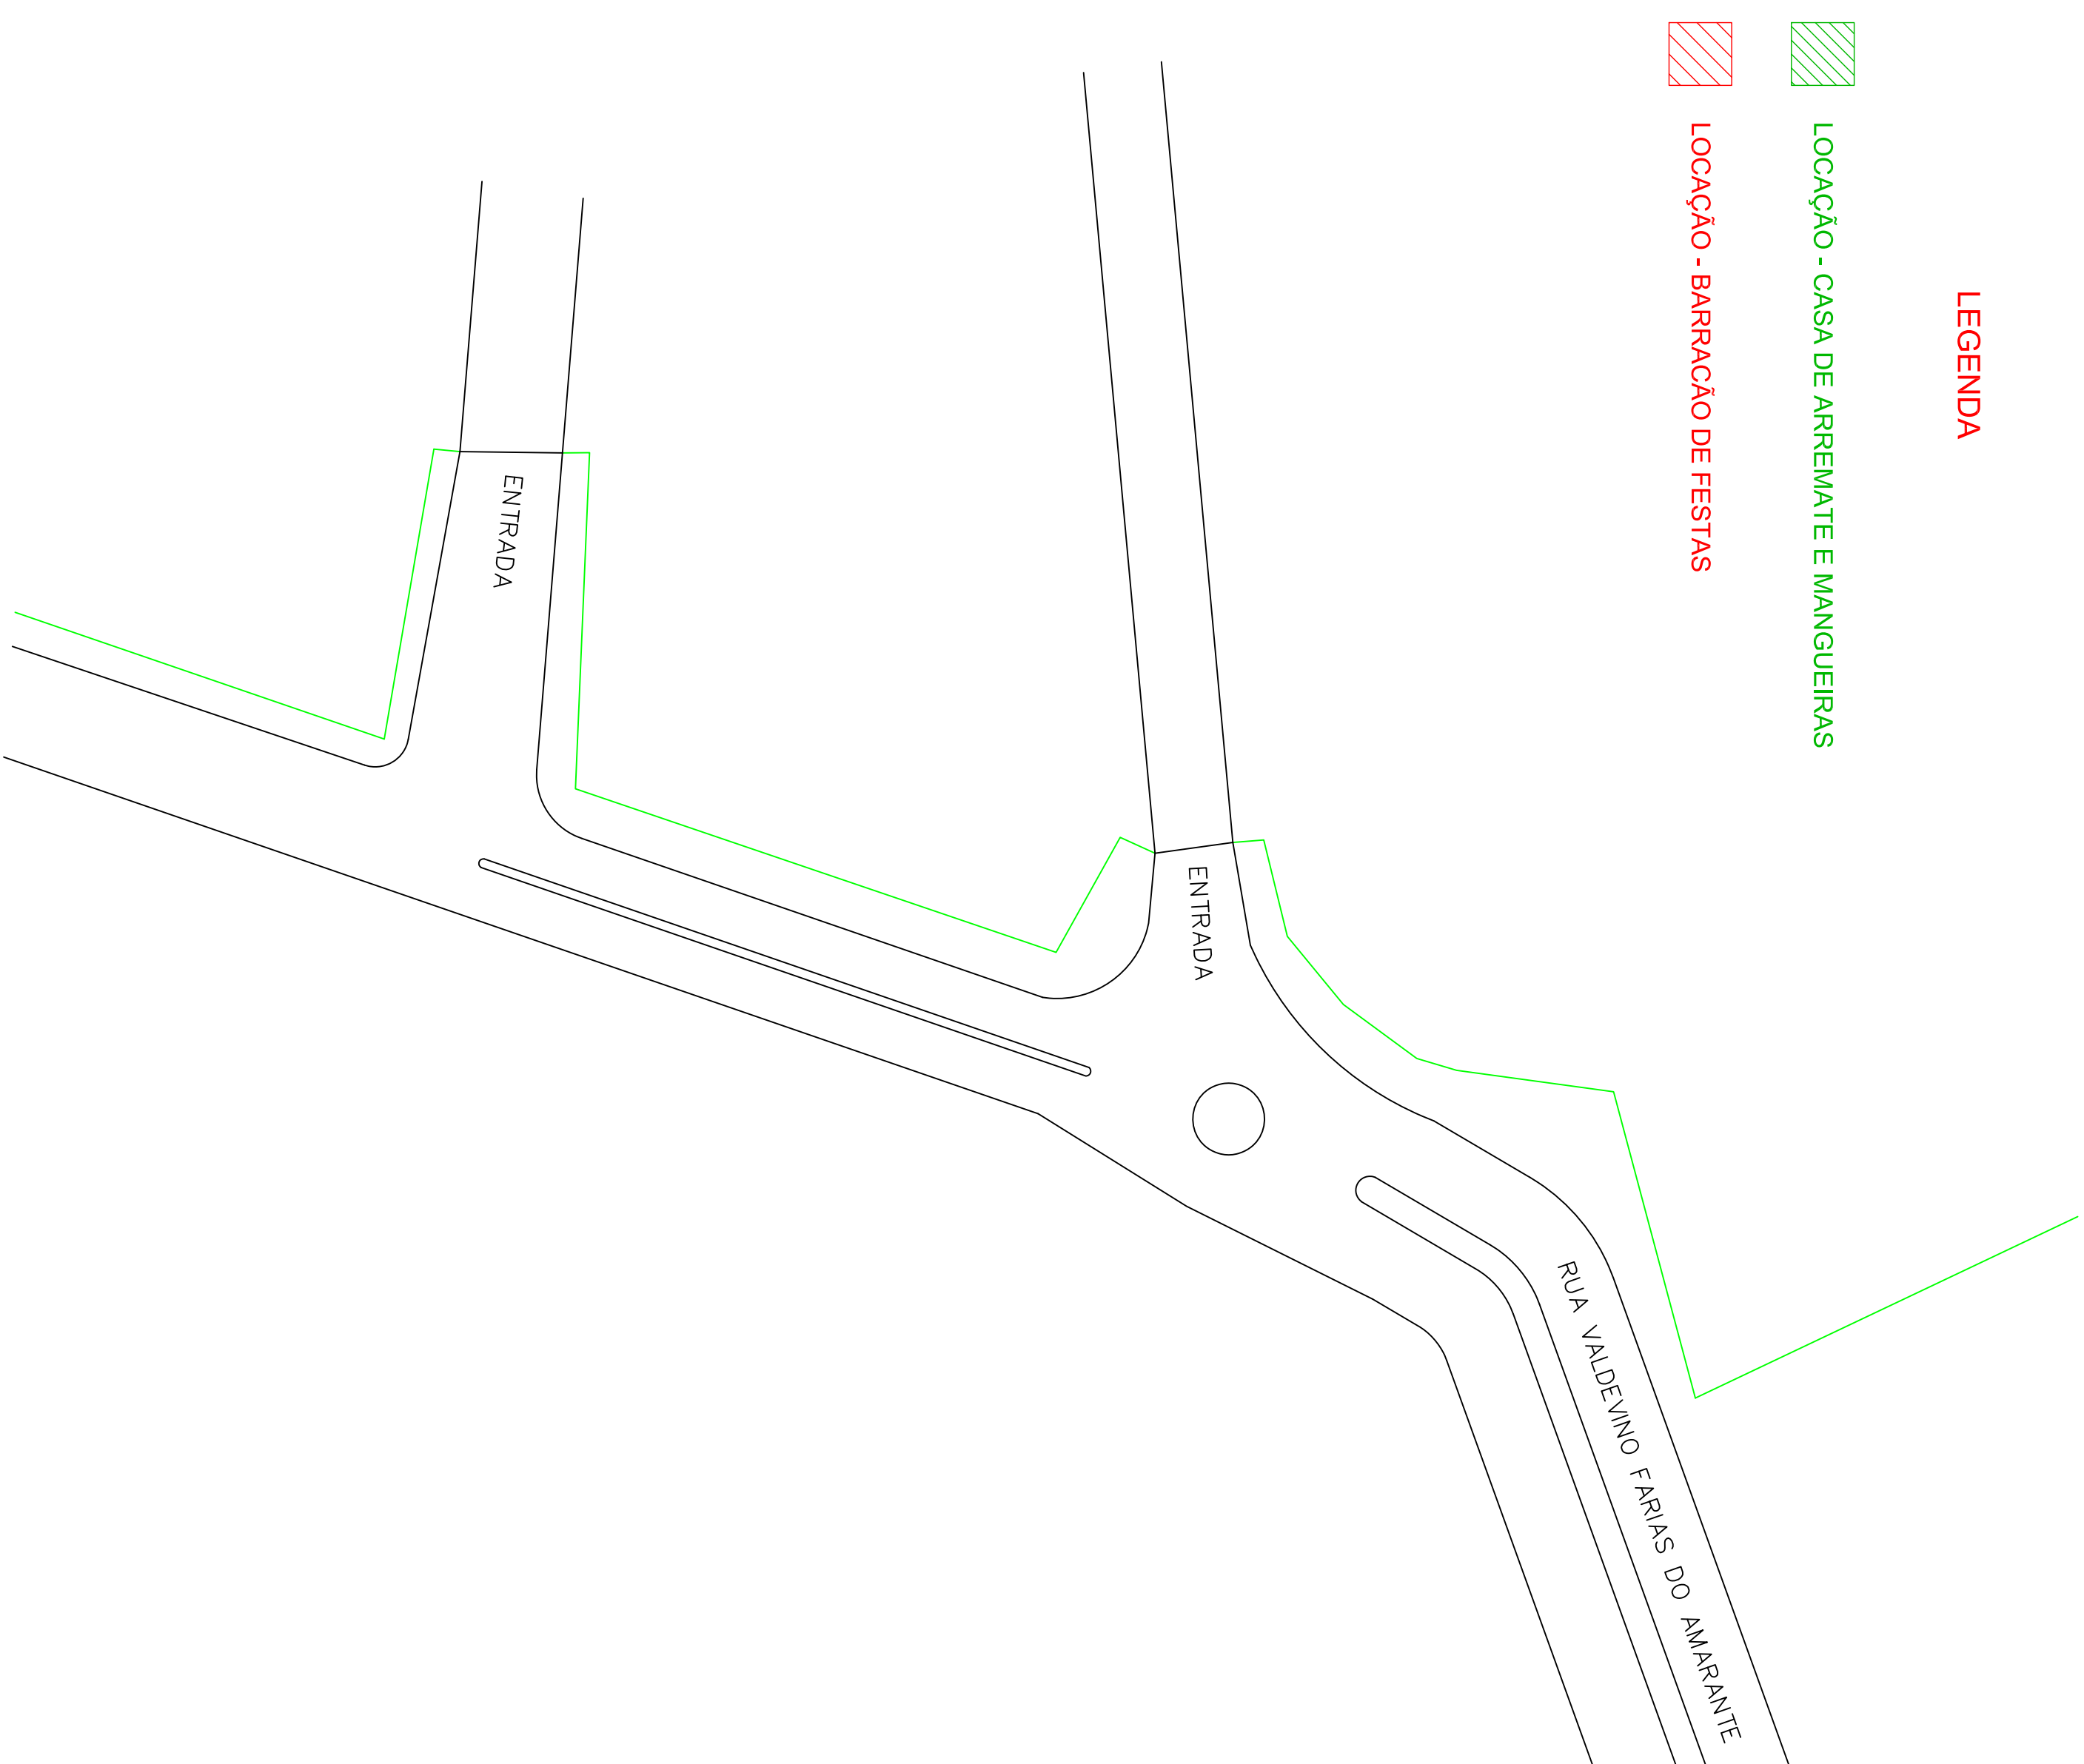 LEGENDA
LOCAÇÃO - CASA DE ARREMATE E MANGUEIRAS
LOCAÇÃO - BARRACÃO DE FESTAS
ENTRADA
ENTRADA
RUA VALDEVINO FARIAS DO AMARANTE